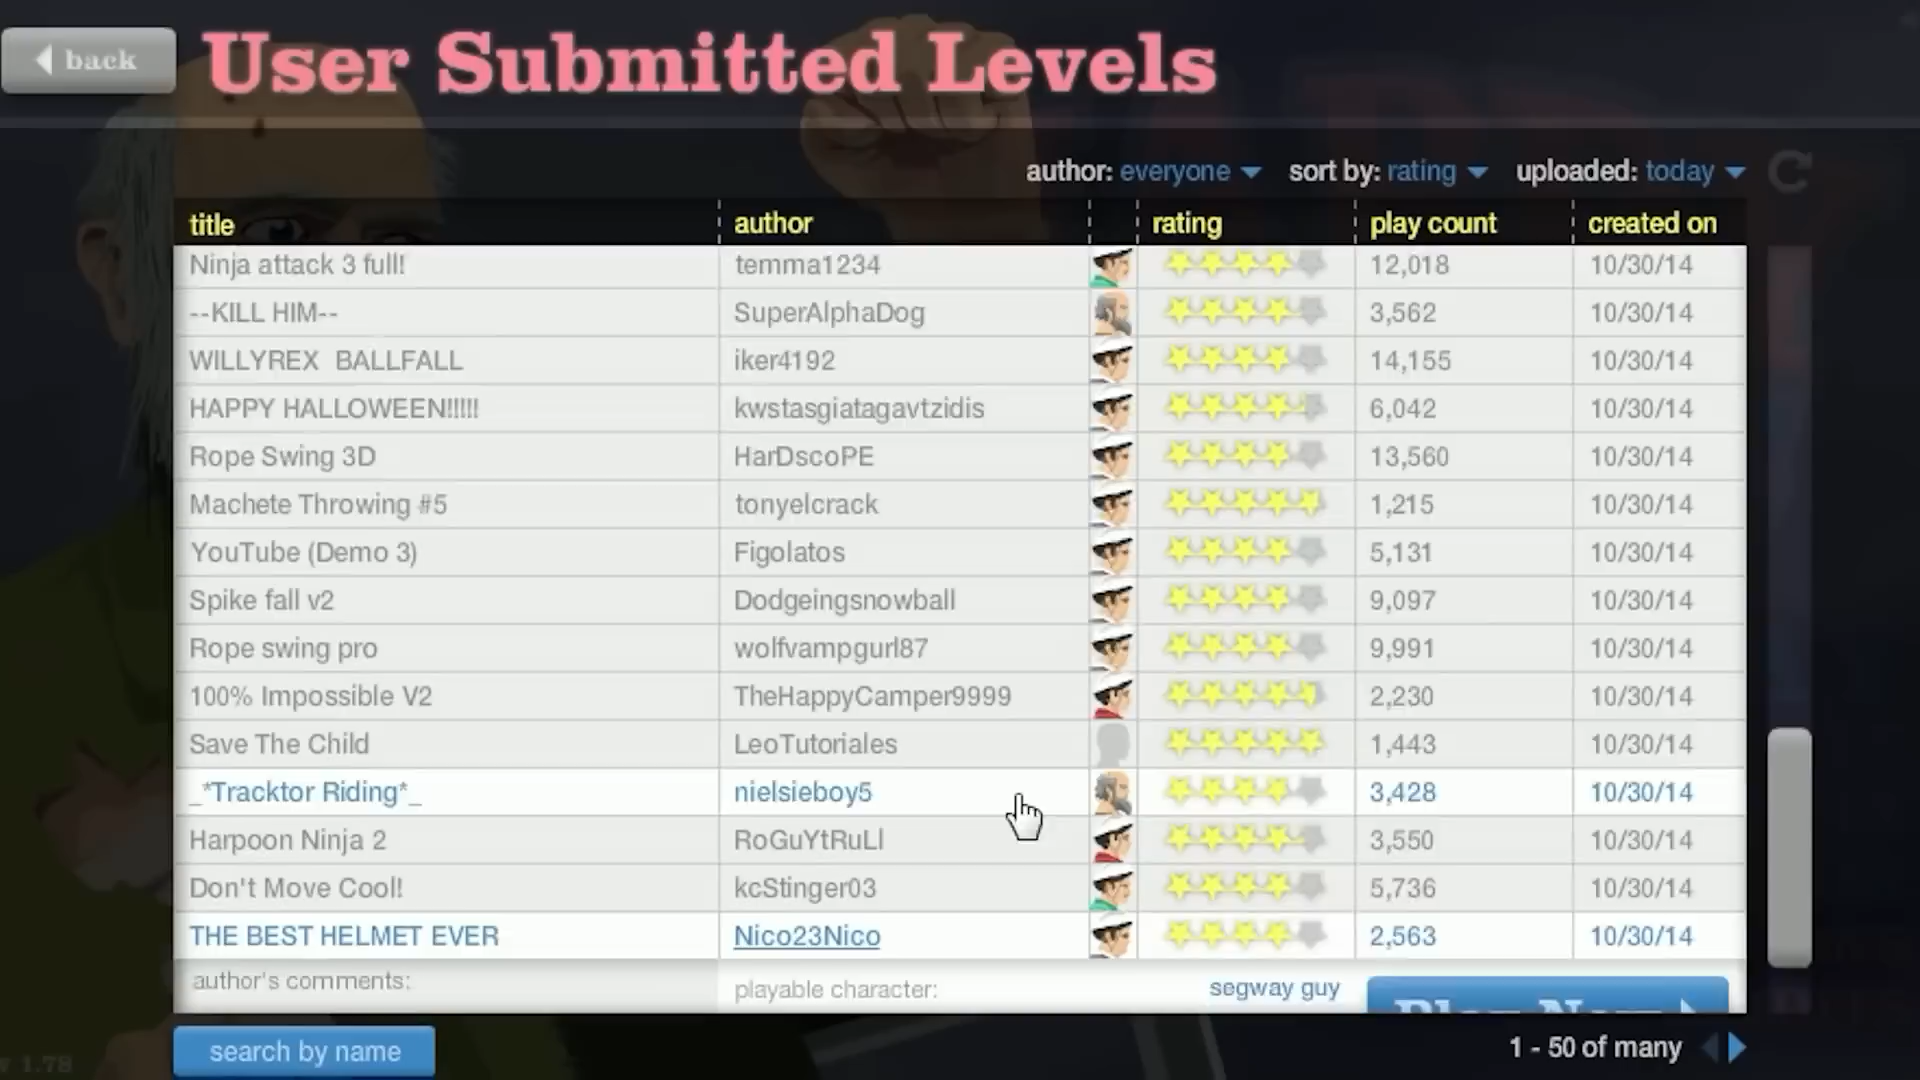 back
User Submitted Levels
author: everyone sort by: rating uploaded: today
title author rating play count created on
Ninja attack 3 full! temma1234 12,018 10/30/14
--KILL HIM-- SuperAlphaDog 3,562 10/30/14
WILLYREX  BALLFALL iker4192 14,155 10/30/14
HAPPY HALLOWEEN!!!!! kwstasgiatagavtzidis 6,042 10/30/14
Rope Swing 3D HarDscoPE 13,560 10/30/14
Machete Throwing #5 tonyelcrack 1,215 10/30/14
YouTube (Demo 3) Figolatos 5,131 10/30/14
Spike fall v2 Dodgeingsnowball 9,097 10/30/14
Rope swing pro wolfvampgurl87 9,991 10/30/14
100% Impossible V2 TheHappyCamper9999 2,230 10/30/14
Save The Child LeoTutoriales 1,443 10/30/14
_*Tracktor Riding*_ nielsieboy5 3,428 10/30/14
Harpoon Ninja 2 RoGuYtRuLl 3,550 10/30/14
Don't Move Cool! kcStinger03 5,736 10/30/14
THE BEST HELMET EVER Nico23Nico 2,563 10/30/14
author's comments: playable character: segway guy Play Now
search by name 1 - 50 of many
v 1.78